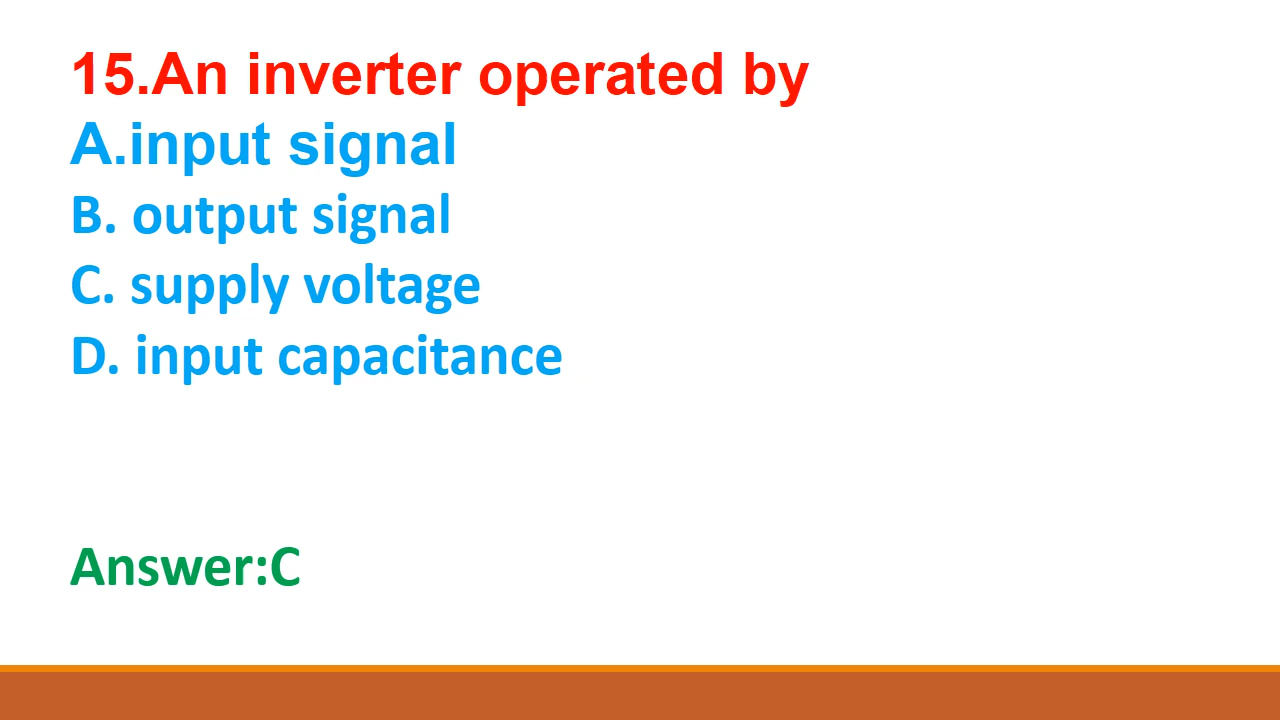 15.An inverter operated by
A.input signal
B. output signal
C. supply voltage
D. input capacitance
Answer:C